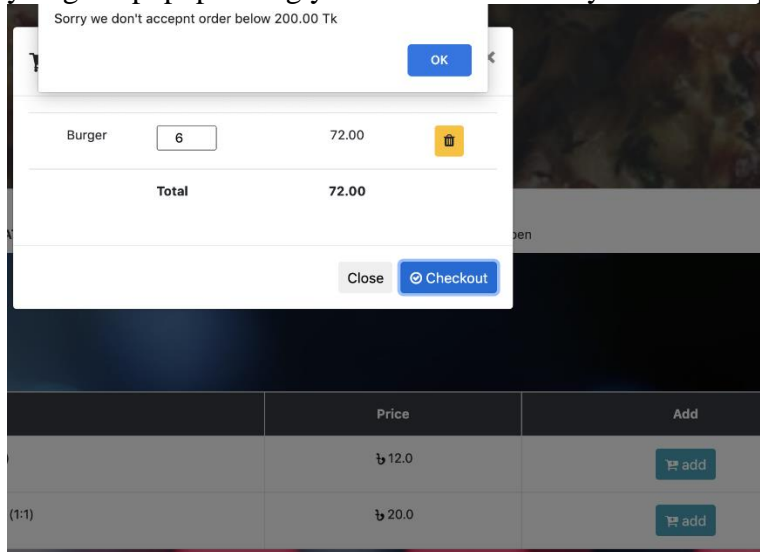 Sorry we don't accepnt order below 200.00 Tk
OK
Burger 6 72.00
Total 72.00
Close Checkout
Price Add
৳ 12.0 add
(1:1) ৳ 20.0 add